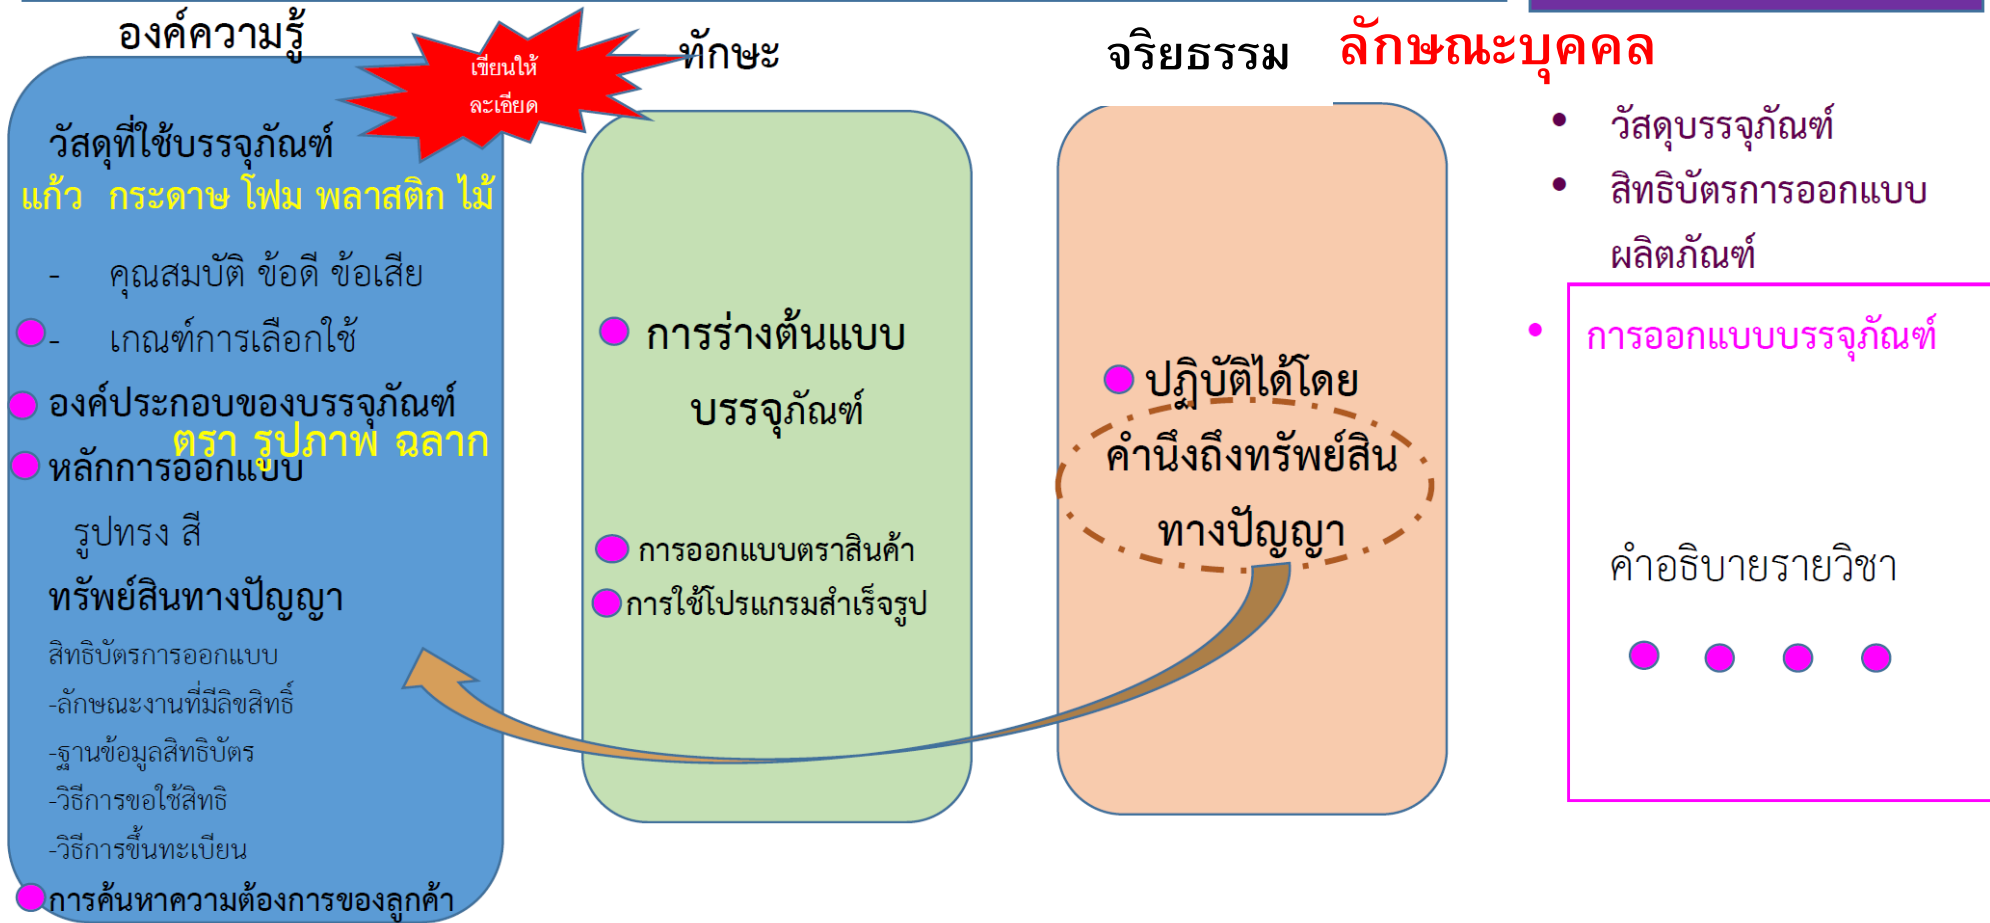 องค์ความรู้
เขียนให้
ละเอียด
วัสดุที่ใช้บรรจุภัณฑ์
แก้ว กระดาษ โฟม พลาสติก ไม้
- คุณสมบัติ ข้อดี ข้อเสีย
- เกณฑ์การเลือกใช้
องค์ประกอบของบรรจุภัณฑ์
ตรา รูปภาพ ฉลาก
หลักการออกแบบ
รูปทรง สี
ทรัพย์สินทางปัญญา
สิทธิบัตรการออกแบบ
-ลักษณะงานที่มีลิขสิทธิ์
-ฐานข้อมูลสิทธิบัตร
-วิธีการขอใช้สิทธิ
-วิธีการขึ้นทะเบียน
การค้นหาความต้องการของลูกค้า
ทักษะ
การร่างต้นแบบ
บรรจุภัณฑ์
การออกแบบตราสินค้า
การใช้โปรแกรมสำเร็จรูป
จริยธรรม
ปฏิบัติได้โดย
คำนึงถึงทรัพย์สิน
ทางปัญญา
ลักษณะบุคคล
• วัสดุบรรจุภัณฑ์
• สิทธิบัตรการออกแบบ
ผลิตภัณฑ์
• การออกแบบบรรจุภัณฑ์
คำอธิบายรายวิชา